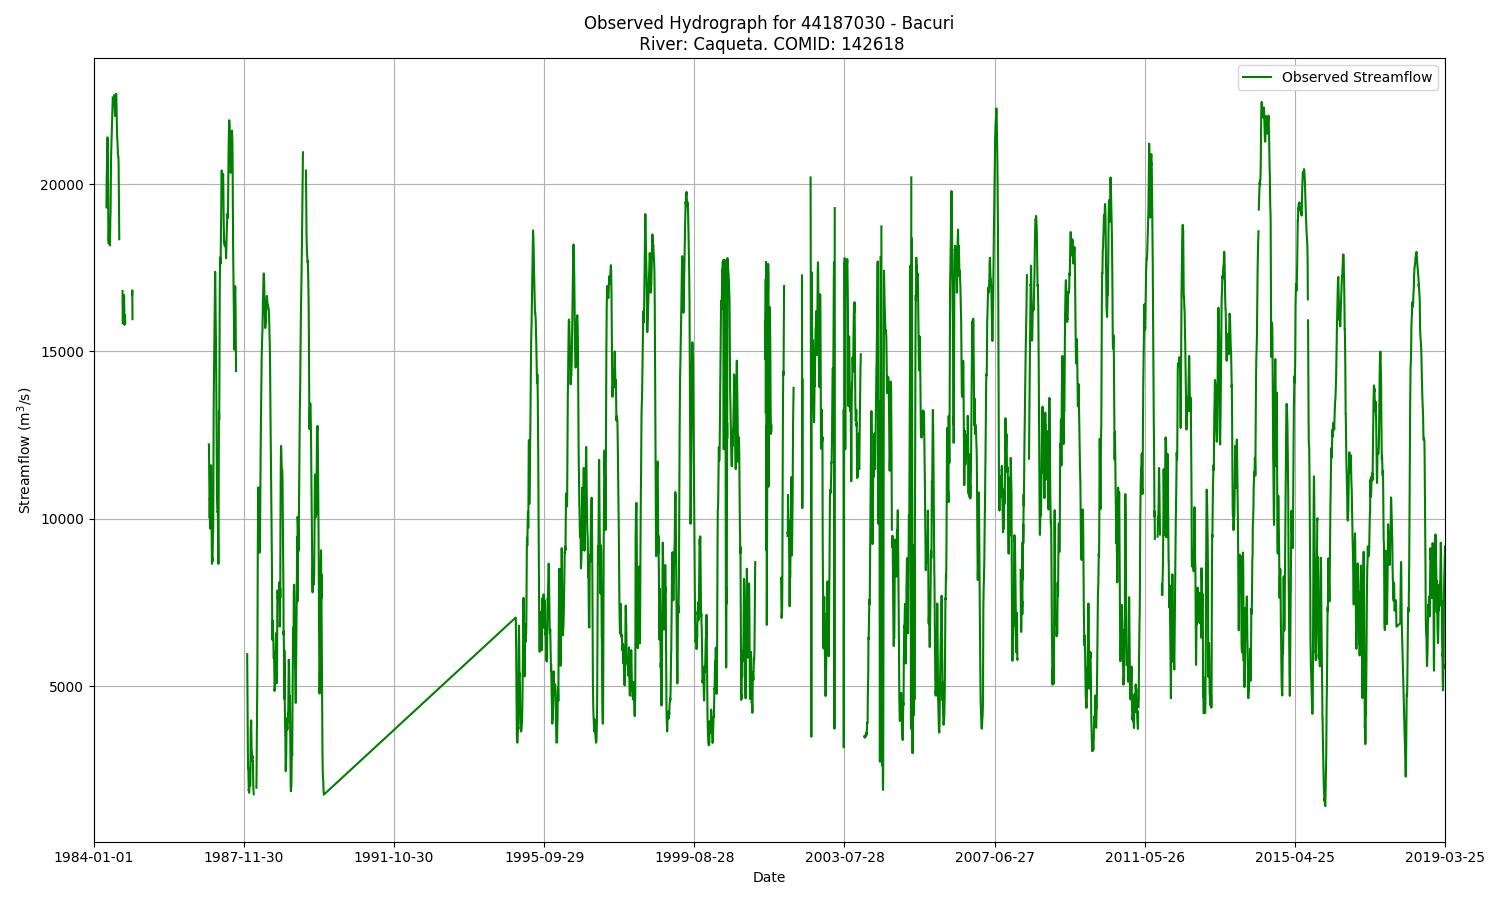 Observed Hydrograph for 44187030 - Bacuri
River: Caqueta. COMID: 142618
Observed Streamflow
Streamflow (m³/s)
20000
15000
10000
5000
1984-01-01 1987-11-30 1991-10-30 1995-09-29 1999-08-28 2003-07-28 2007-06-27 2011-05-26 2015-04-25 2019-03-25
Date